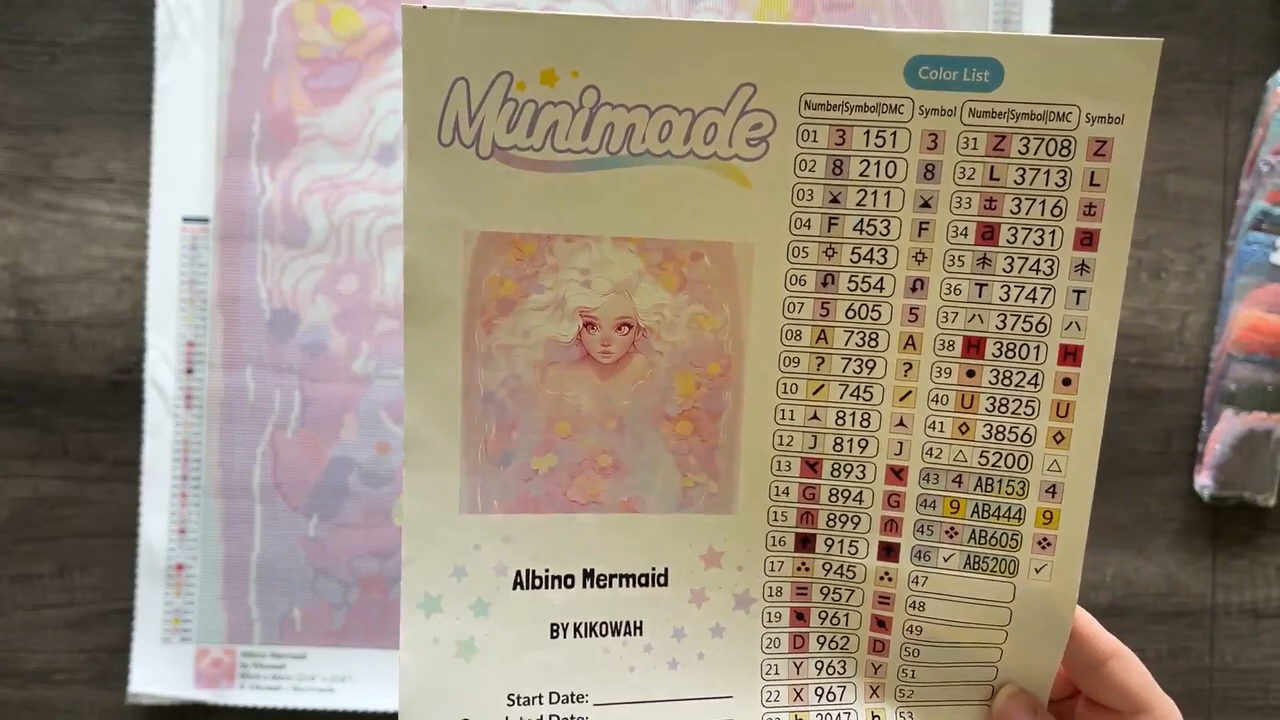 Munimade
Color List
Number|Symbol|DMC Symbol Number|Symbol|DMC Symbol
01 3 151 3 31 Z 3708 Z
02 8 210 8 32 L 3713 L
03 211 33 3716
04 F 453 F 34 a 3731 a
05 543 35 3743
06 554 36 T 3747 T
07 5 605 5 37 3756
08 A 738 A 38 H 3801 H
09 ? 739 ? 39 ● 3824 ●
10 / 745 / 40 U 3825 U
11 818 41 ◇ 3856 ◇
12 J 819 J 42 △ 5200 △
13 893 43 4 AB153 4
14 G 894 G 44 9 AB444 9
15 899 45 AB605
16 915 46 ✓ AB5200 ✓
17 945 47
18 = 957 = 48
19 961 49
20 D 962 D 50
21 Y 963 Y 51
22 X 967 X 52
53
Albino Mermaid
BY KIKOWAH
Start Date:
Date:
Albino Mermaid